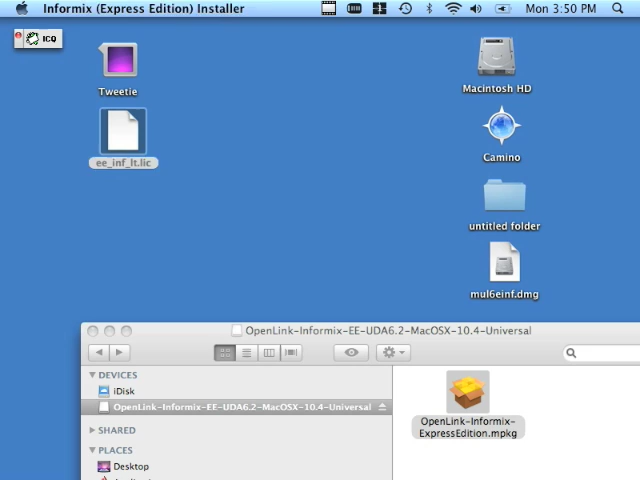 Informix (Express Edition) Installer
Mon 3:50 PM
ICQ
Tweetie
Macintosh HD
ee_inf_lt.lic
Camino
untitled folder
mul6einf.dmg
OpenLink-Informix-EE-UDA6.2-MacOSX-10.4-Universal
DEVICES
iDisk
OpenLink-Informix-EE-UDA6.2-MacOSX-10.4-Universal
OpenLink-Informix-
ExpressEdition.mpkg
SHARED
PLACES
Desktop